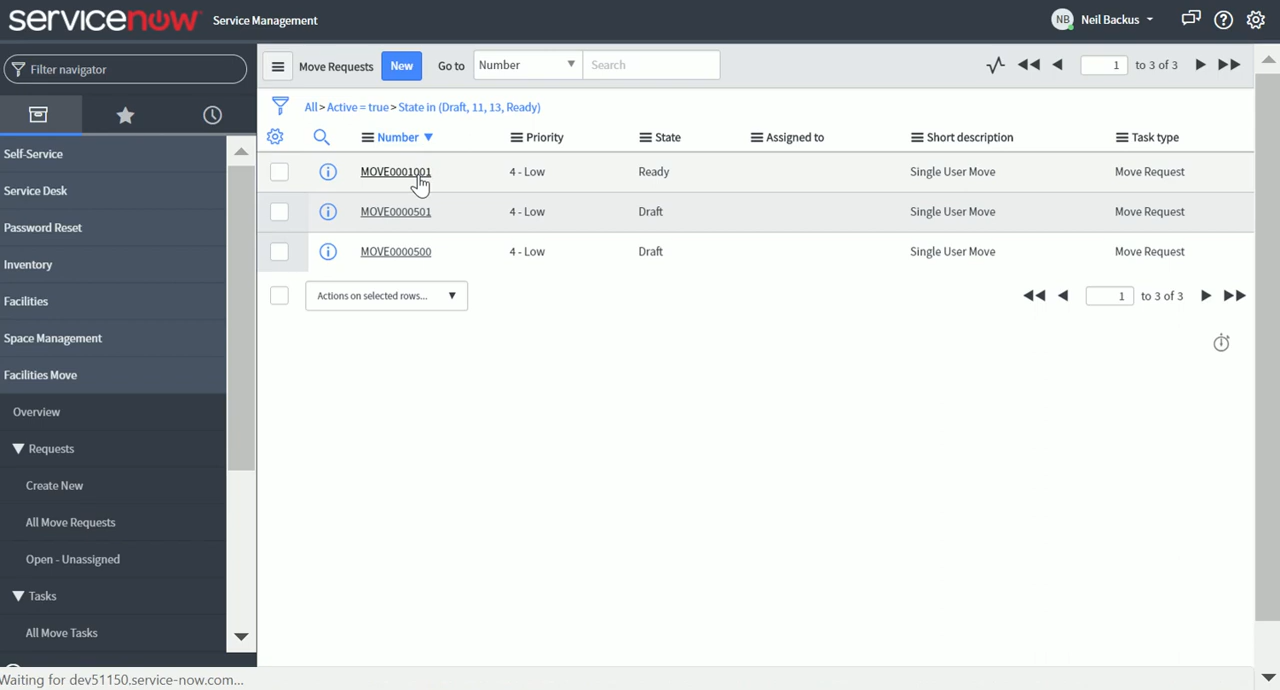 servicenow Service Management NB Neil Backus
Filter navigator
Self-Service
Service Desk
Password Reset
Inventory
Facilities
Space Management
Facilities Move
Overview
Requests
Create New
All Move Requests
Open - Unassigned
Tasks
All Move Tasks
Move Requests New Go to Number Search 1 to 3 of 3
All > Active = true > State in (Draft, 11, 13, Ready)
Number Priority State Assigned to Short description Task type
MOVE0001001 4 - Low Ready Single User Move Move Request
MOVE0000501 4 - Low Draft Single User Move Move Request
MOVE0000500 4 - Low Draft Single User Move Move Request
Actions on selected rows... 1 to 3 of 3
Waiting for dev51150.service-now.com...